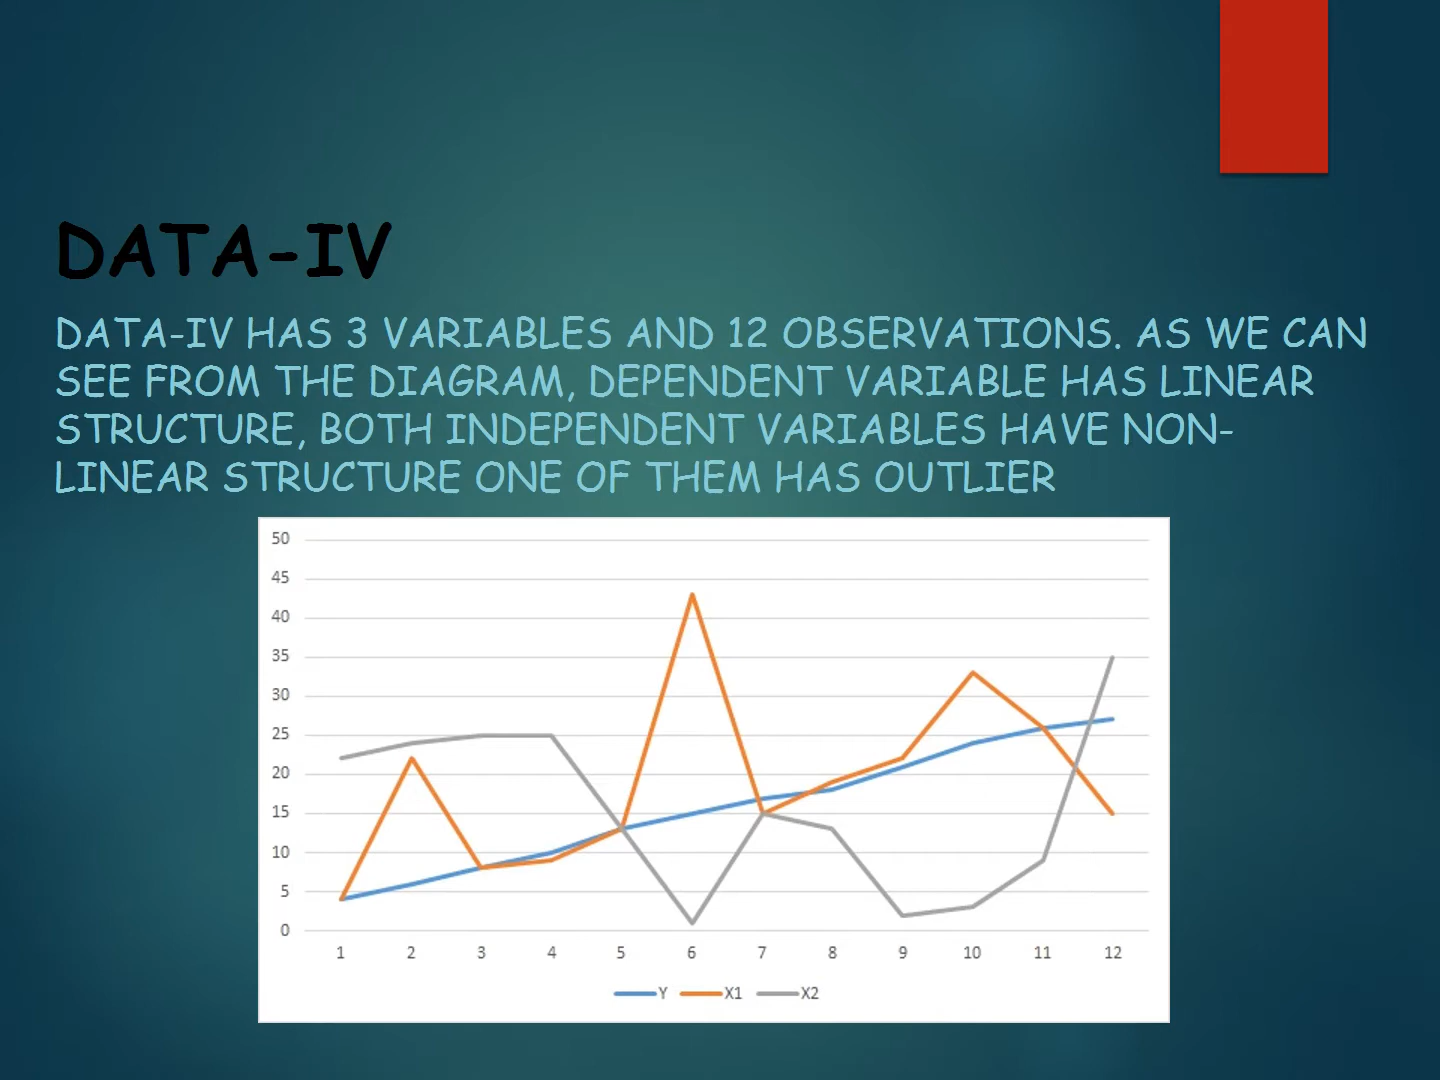 DATA-IV
DATA-IV HAS 3 VARIABLES AND 12 OBSERVATIONS. AS WE CAN
SEE FROM THE DIAGRAM, DEPENDENT VARIABLE HAS LINEAR
STRUCTURE, BOTH INDEPENDENT VARIABLES HAVE NON-
LINEAR STRUCTURE ONE OF THEM HAS OUTLIER
50
45
40
35
30
25
20
15
10
5
0
1 2 3 4 5 6 7 8 9 10 11 12
Y X1 X2